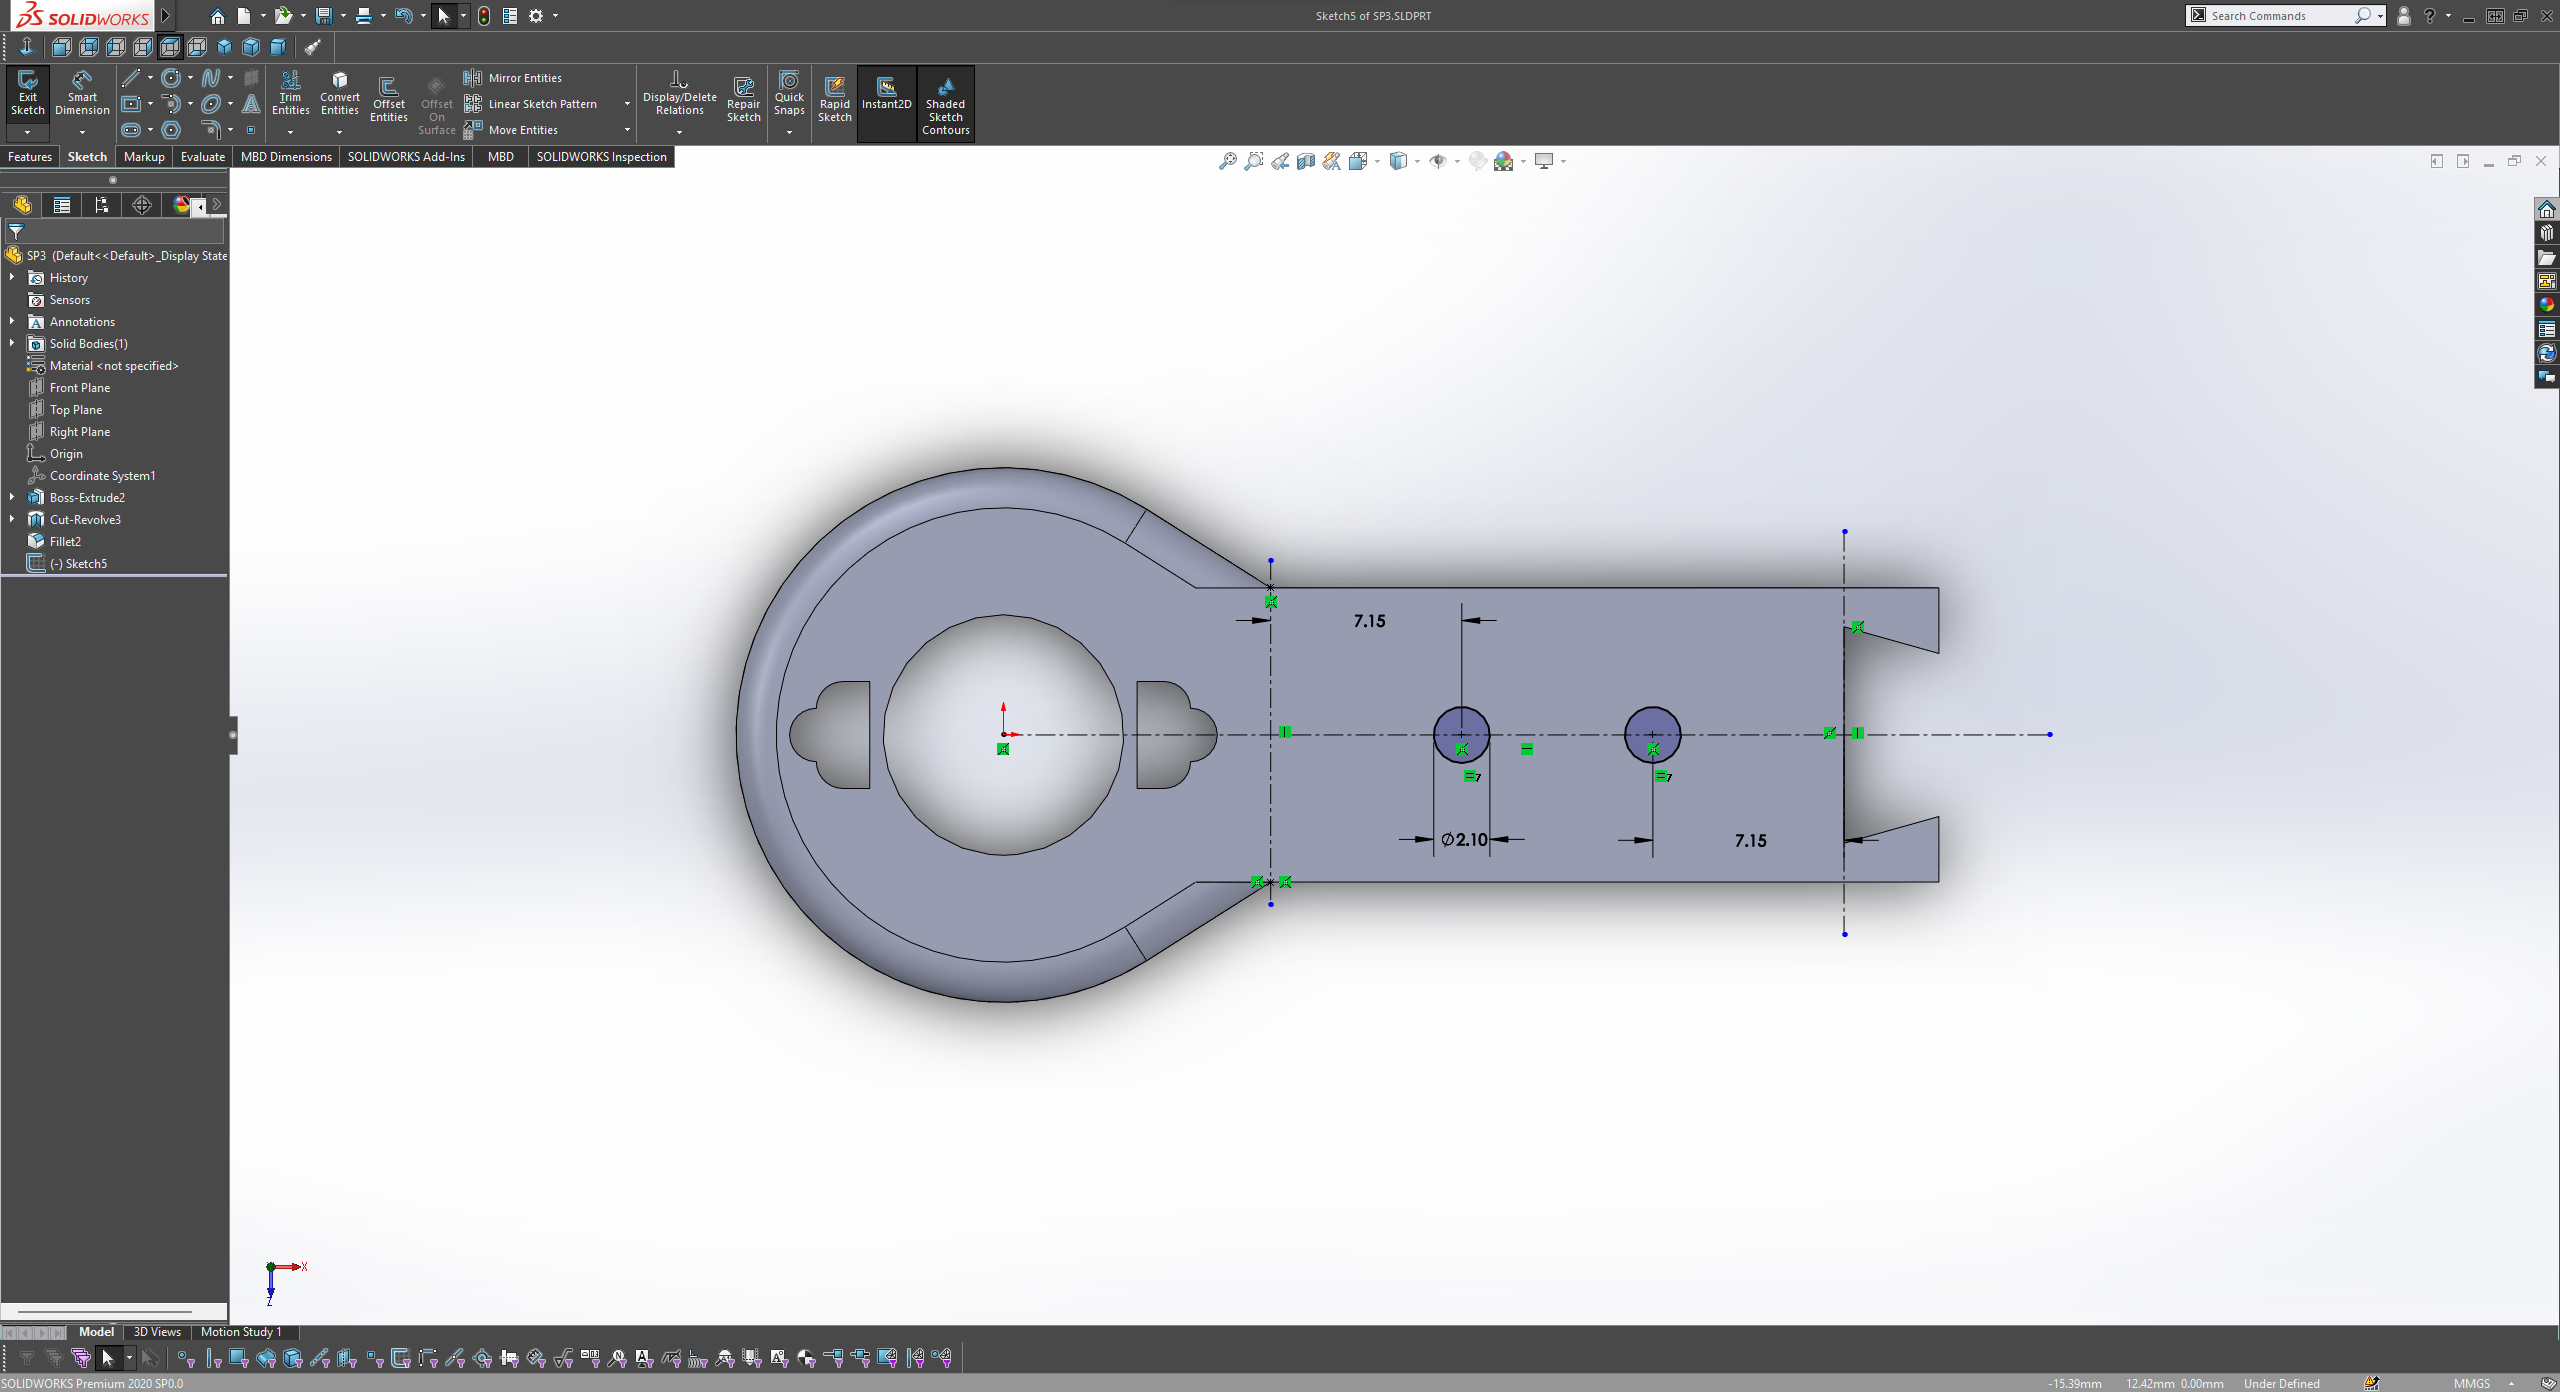 SOLIDWORKS
Sketch5 of SP3.SLDPRT
Search Commands
Exit Sketch
Smart Dimension
Trim Entities
Convert Entities
Offset Entities
Offset On Surface
Mirror Entities
Linear Sketch Pattern
Move Entities
Display/Delete Relations
Repair Sketch
Quick Snaps
Rapid Sketch
Instant2D
Shaded Sketch Contours
Features
Sketch
Markup
Evaluate
MBD Dimensions
SOLIDWORKS Add-Ins
MBD
SOLIDWORKS Inspection
SP3 (Default<<Default>_Display State
History
Sensors
Annotations
Solid Bodies(1)
Material <not specified>
Front Plane
Top Plane
Right Plane
Origin
Coordinate System1
Boss-Extrude2
Cut-Revolve3
Fillet2
(-) Sketch5
7.15
7
7
Ø2.10
7.15
X
Z
Model
3D Views
Motion Study 1
SOLIDWORKS Premium 2020 SP0.0
-15.39mm
12.42mm
0.00mm
Under Defined
MMGS